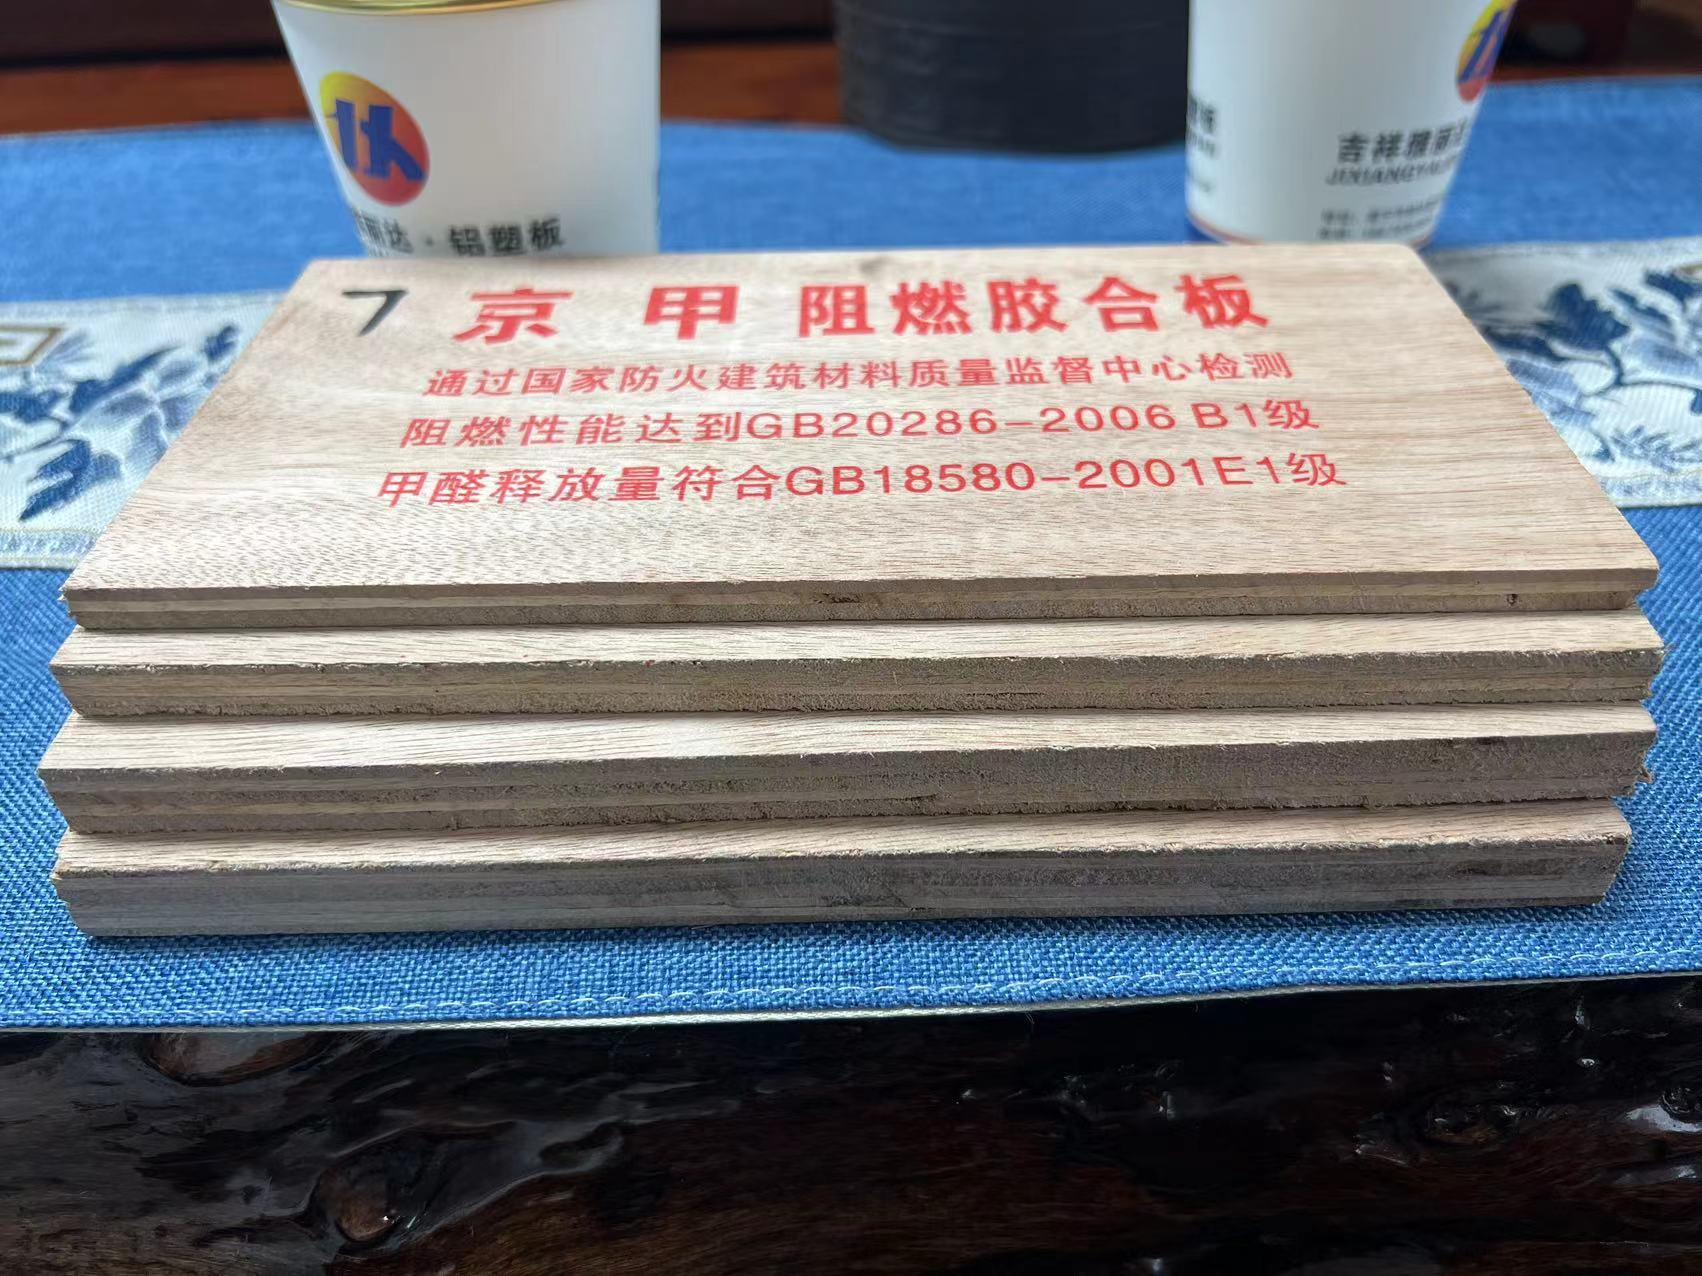 丽达·铝塑板
吉祥雅丽
7 京甲 阻燃胶合板
通过国家防火建筑材料质量监督中心检测
阻燃性能达到GB20286-2006 B1级
甲醛释放量符合GB18580-2001E1级